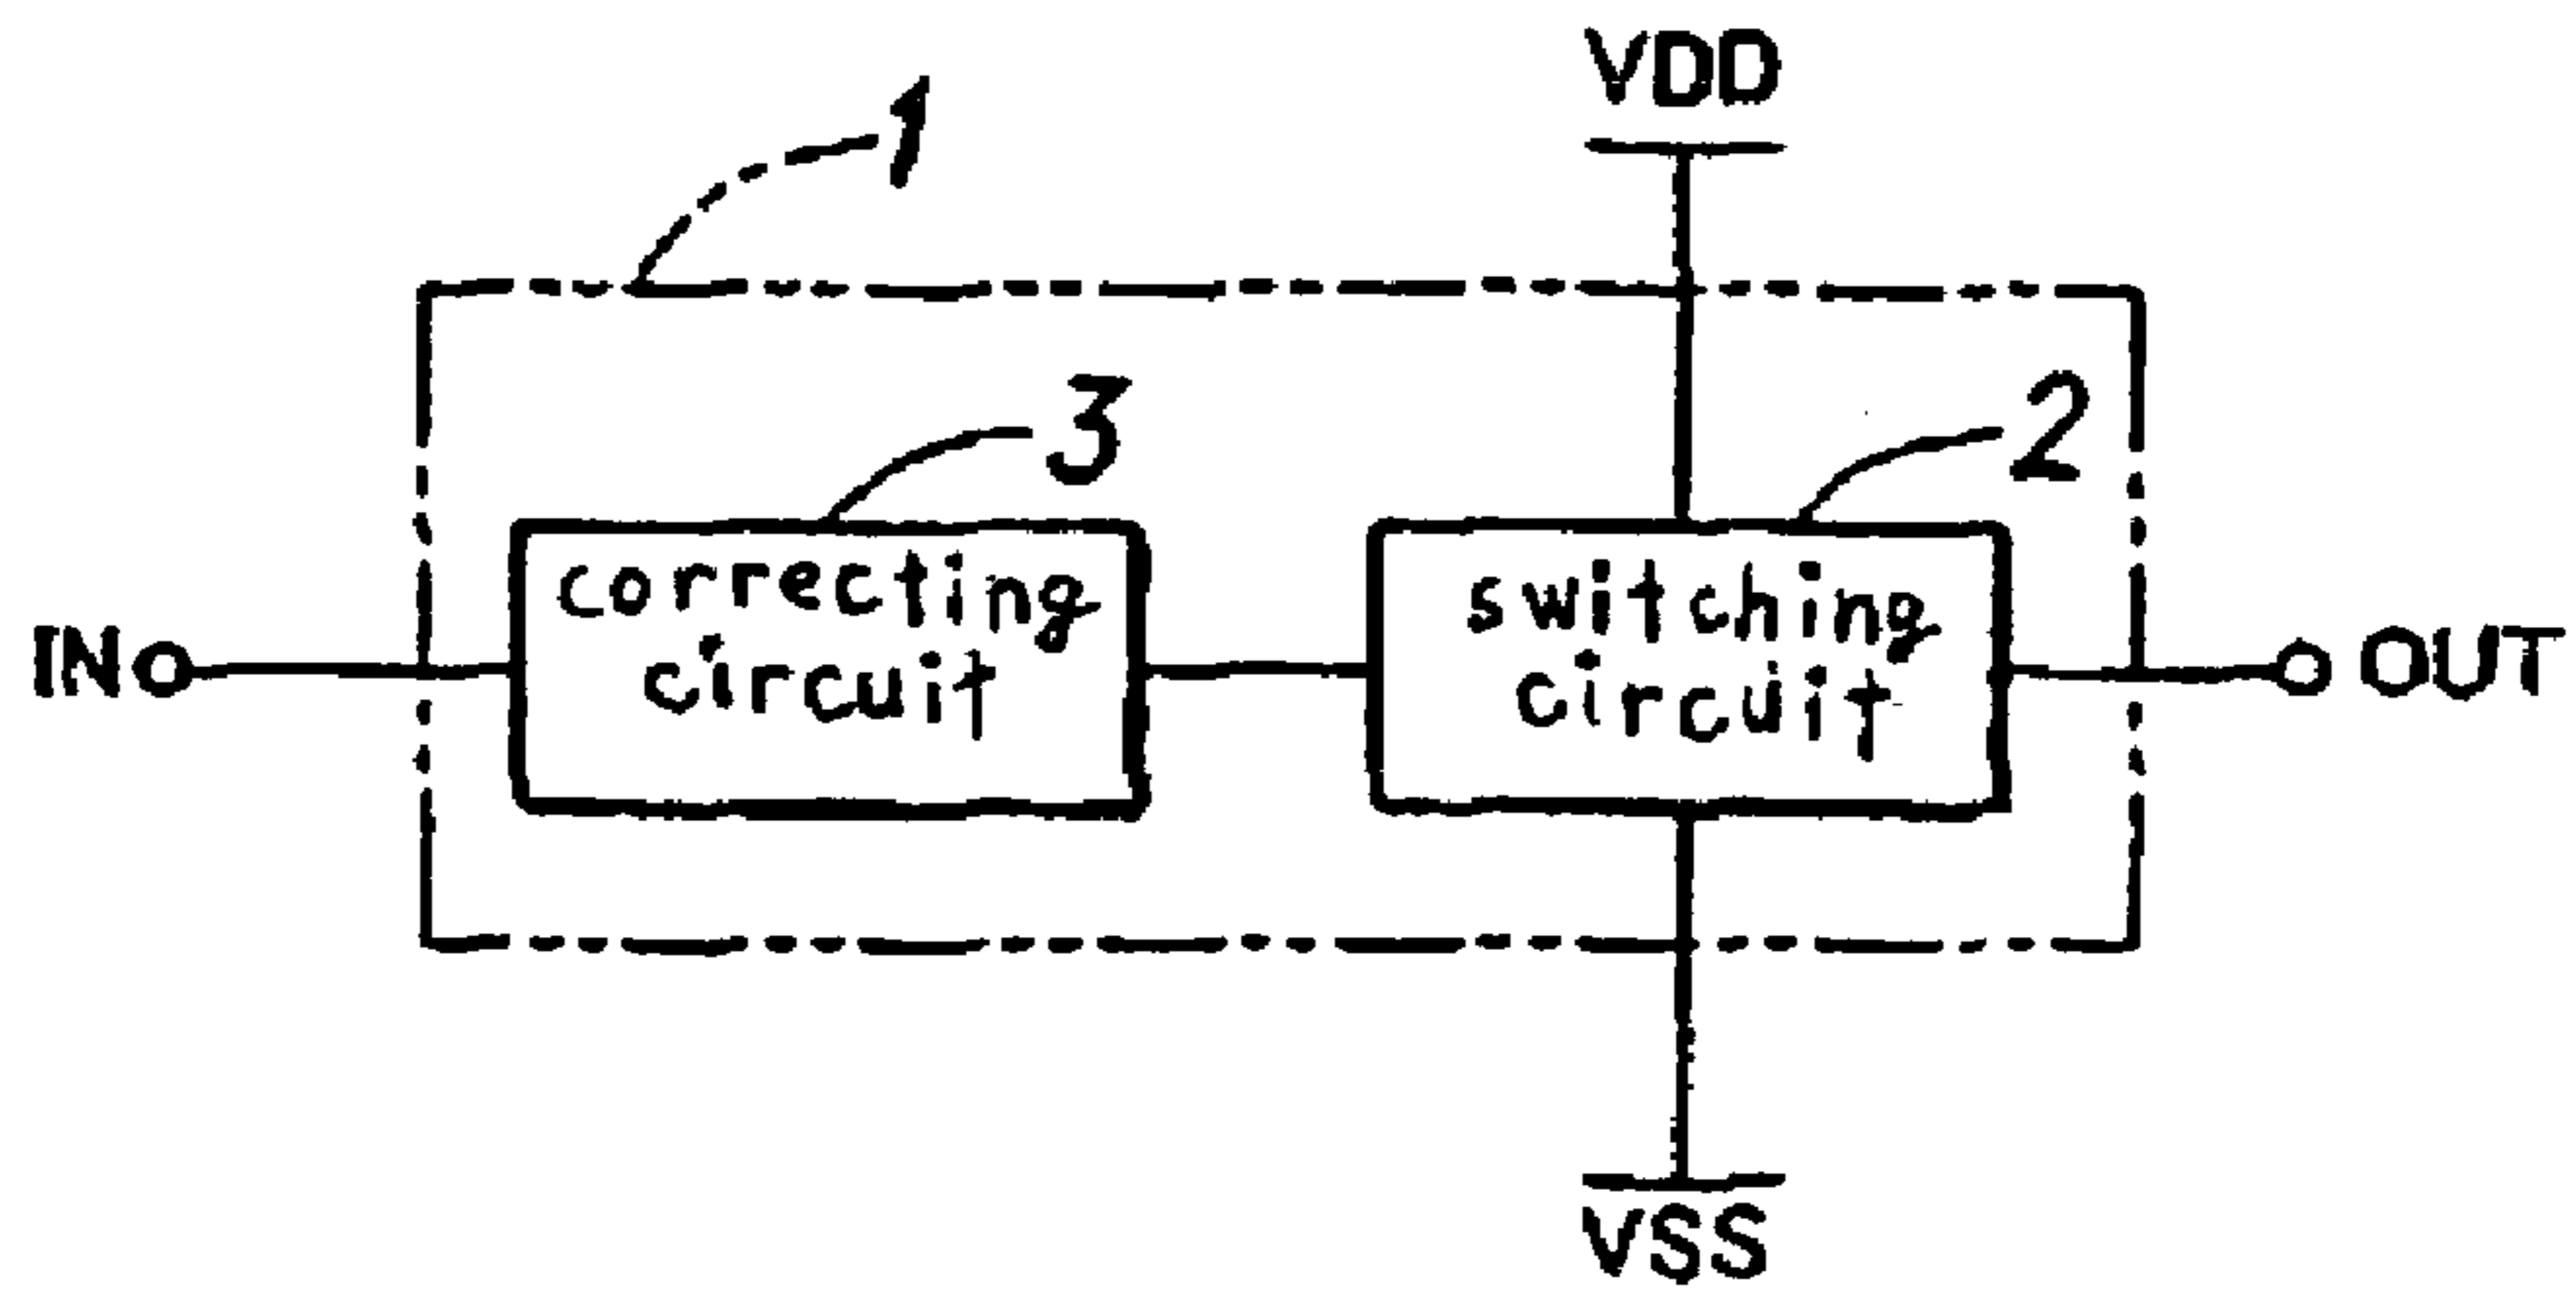 VDD
1
3
2
correcting
circuit
switching
circuit
IN
OUT
VSS